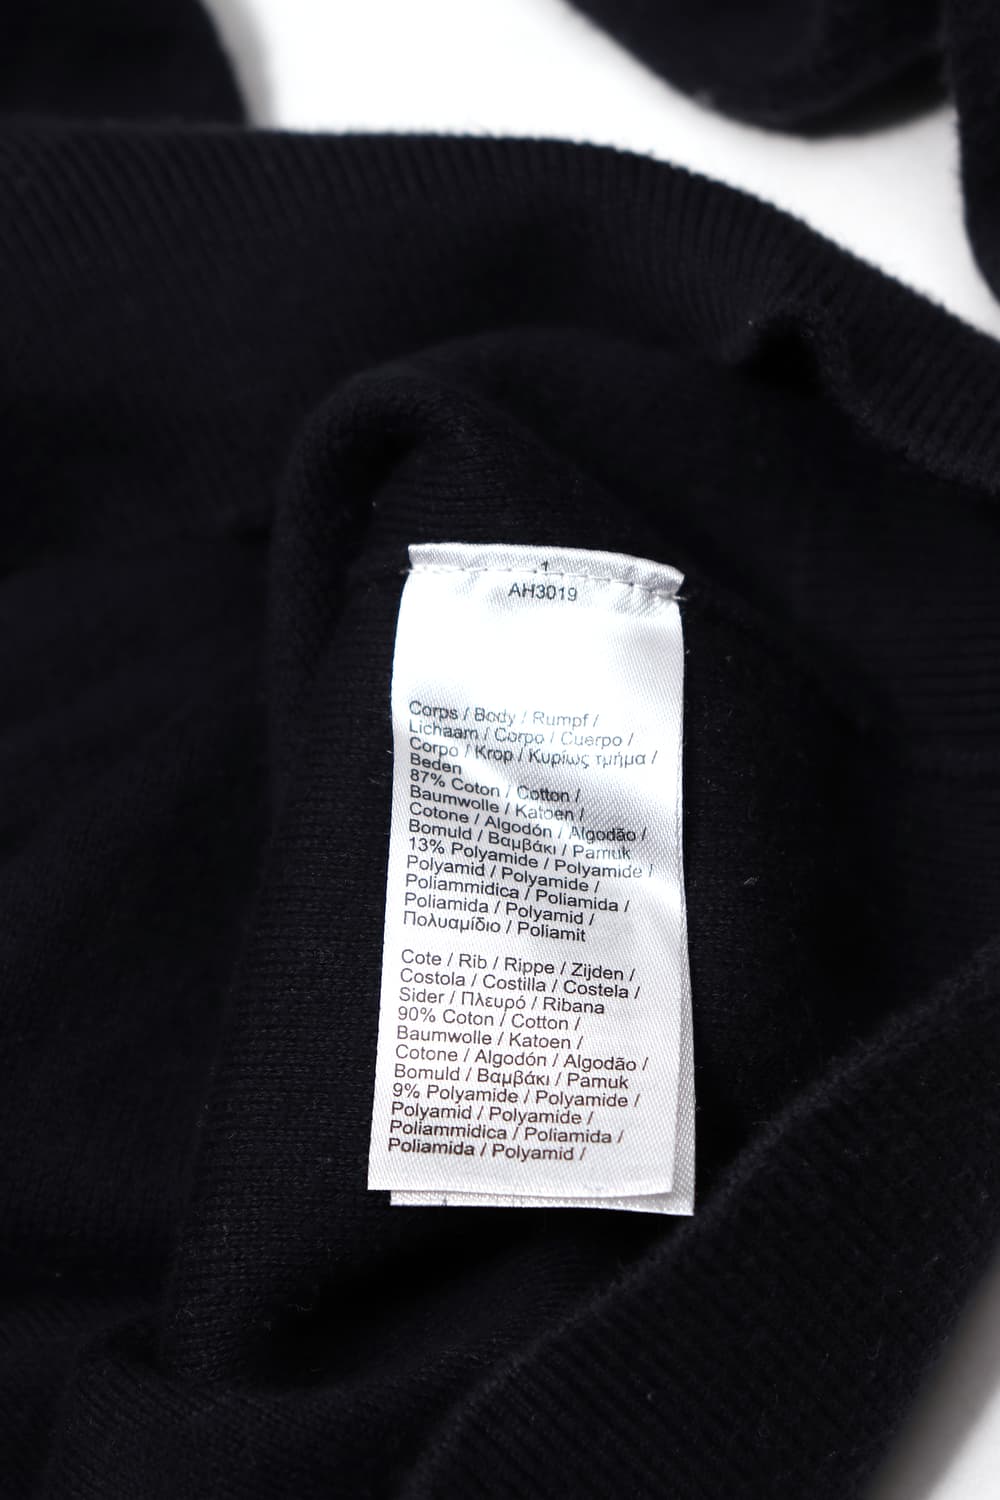 1
AH3019
Corps / Body / Rumpf /
Lichaam / Corpo / Cuerpo /
Corpo / Krop / Κυρίως τμήμα /
Beden
87% Coton / Cotton /
Baumwolle / Katoen /
Cotone / Algodón / Algodão /
Bomuld / Βαμβάκι / Pamuk
13% Polyamide / Polyamide /
Polyamid / Polyamide /
Poliammidica / Poliamida /
Poliamida / Polyamid /
Πολυαμίδιο / Poliamit
Cote / Rib / Rippe / Zijden /
Costola / Costilla / Costela /
Sider / Πλευρό / Ribana
90% Coton / Cotton /
Baumwolle / Katoen /
Cotone / Algodón / Algodão /
Bomuld / Βαμβάκι / Pamuk
9% Polyamide / Polyamide /
Polyamid / Polyamide /
Poliammidica / Poliamida /
Poliamida / Polyamid /